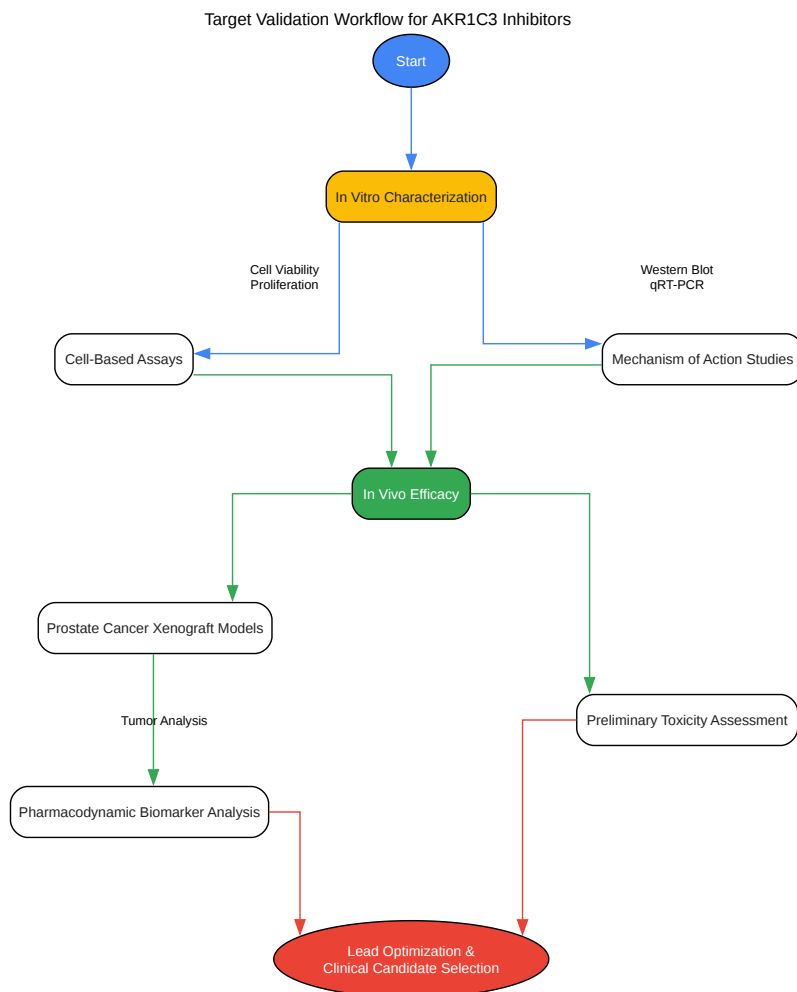 Target Validation Workflow for AKR1C3 Inhibitors
Start
In Vitro Characterization
Cell Viability
Proliferation
Western Blot
qRT-PCR
Cell-Based Assays
Mechanism of Action Studies
In Vivo Efficacy
Prostate Cancer Xenograft Models
Tumor Analysis
Preliminary Toxicity Assessment
Pharmacodynamic Biomarker Analysis
Lead Optimization &
Clinical Candidate Selection